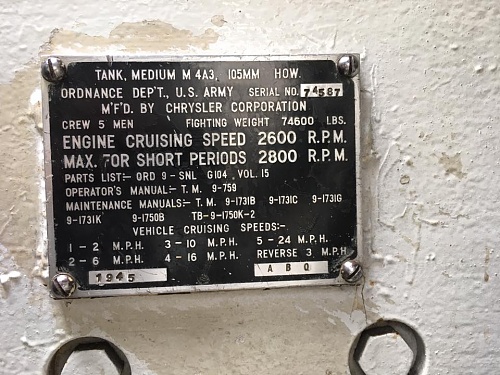 TANK, MEDIUM M 4A3, 105MM HOW.
ORDNANCE DEP'T., U.S. ARMY SERIAL NO. 74587
M'F'D. BY CHRYSLER CORPORATION
CREW 5 MEN FIGHTING WEIGHT 74600 LBS.
ENGINE CRUISING SPEED 2600 R.P.M.
MAX. FOR SHORT PERIODS 2800 R.P.M.
PARTS LIST:- ORD 9 - SNL G104, VOL. 15
OPERATOR'S MANUAL:- T.M. 9-759
MAINTENANCE MANUALS:- T.M. 9-1731B 9-1731C 9-1731G
9-1731K 9-1750B TB-9-1750K-2
VEHICLE CRUISING SPEEDS:-
1 - 2 M.P.H. 3 - 10 M.P.H. 5 - 24 M.P.H.
2 - 6 M.P.H. 4 - 16 M.P.H. REVERSE 3 M.P.H
1945 A B Q